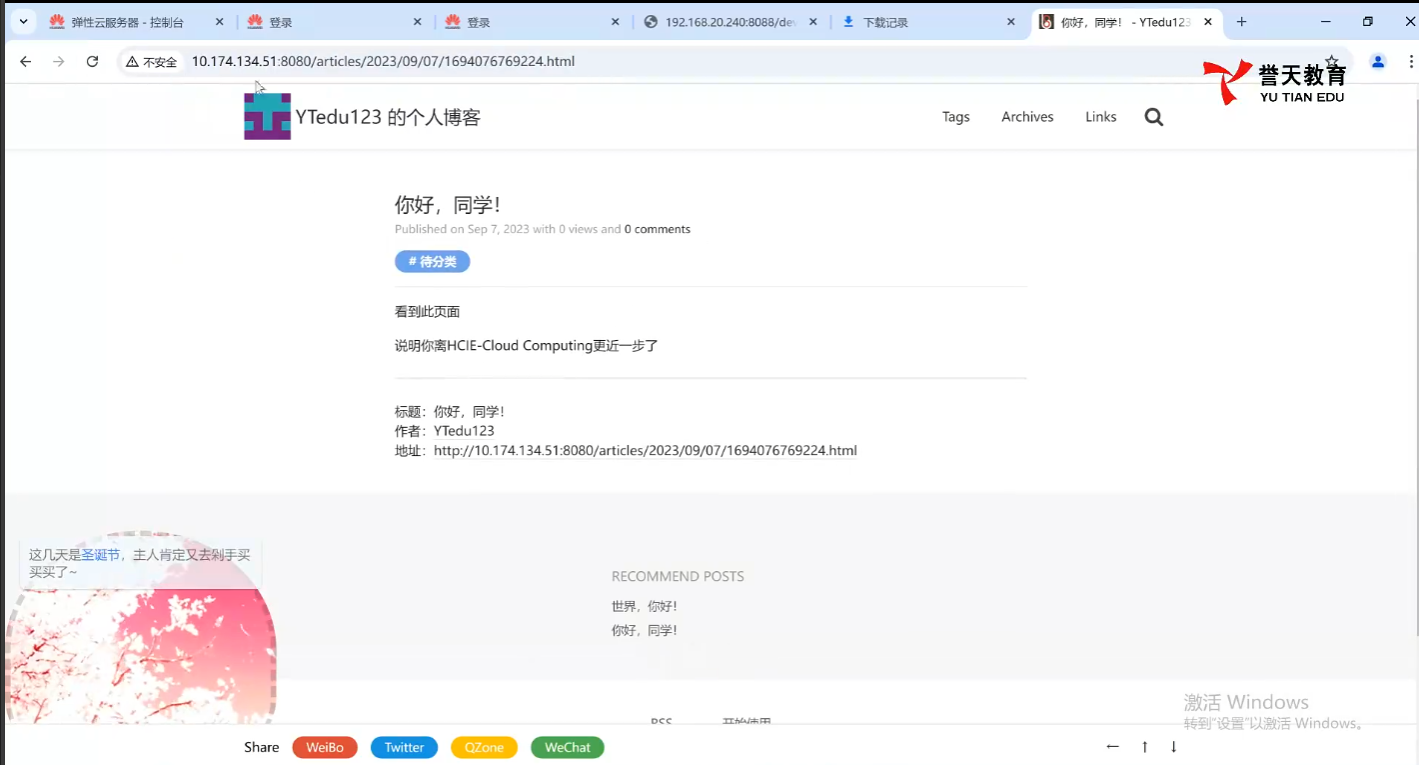 弹性云服务器 - 控制台
登录
登录
192.168.20.240:8088/de
下载记录
你好，同学！ - YTedu123
不安全
10.174.134.51:8080/articles/2023/09/07/1694076769224.html
誉天教育
YU TIAN EDU
YTedu123 的个人博客
Tags
Archives
Links
你好，同学！
Published on Sep 7, 2023 with 0 views and 0 comments
# 待分类
看到此页面
说明你离HCIE-Cloud Computing更近一步了
标题：你好，同学！
作者：YTedu123
地址：http://10.174.134.51:8080/articles/2023/09/07/1694076769224.html
这几天是圣诞节，主人肯定又去剁手买
买买了~
RECOMMEND POSTS
世界，你好！
你好，同学！
RSS
开始使用
激活 Windows
转到"设置"以激活 Windows。
Share
WeiBo
Twitter
QZone
WeChat
← ↑ ↓